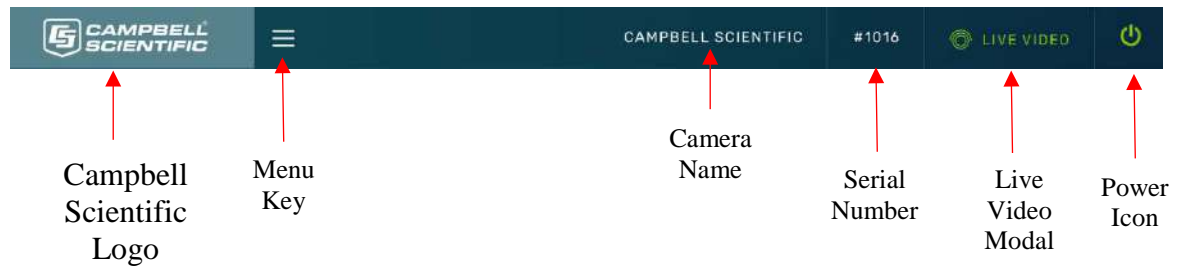 CAMPBELL
SCIENTIFIC
CAMPBELL SCIENTIFIC
#1016
LIVE VIDEO
Campbell
Scientific
Logo
Menu
Key
Camera
Name
Serial
Number
Live
Video
Modal
Power
Icon